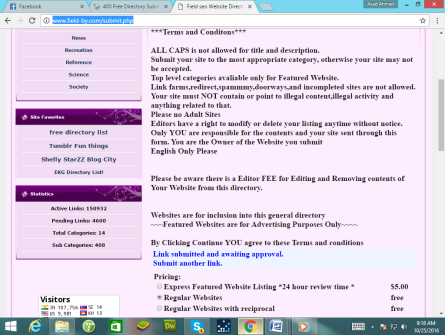 Facebook
400 Free Directory Subm
Field seo Website Direct
Asad Ahmad
www.field-by.com/submit.php
News
Recreation
Reference
Science
Society
Site Favorites
free directory list
Tumblr Fun things
Shelly StarZZ Blog City
EKG Directory List!
Statistics
Active Links: 150932
Pending Links: 4600
Total Categories: 14
Sub Categories: 400
Visitors
IN 107,756
SZ 14
US 9,981
KH 13
***Terms and Conditons***
ALL CAPS is not allowed for title and description.
Submit your site to the most appropriate category, otherwise your site may not
be accepted.
Top level categories avaliable only for Featured Website.
Link farms,redirect,spammmy,doorways,and incompleted sites are not allowed.
Your site must NOT contain or point to illegal content,illegal activity and
anything related to that.
Please no Adult Sites
Editors have a right to modify or delete your listing anytime without notice.
Only YOU are responsible for the contents and your site sent through this
form. You are the Owner of the Website you submit
English Only Please
Please be aware there is a Editor FEE for Editing and Removing contents of
Your Website from this directory.
Websites are for inclusion into this general directory
~~~Featured Websites are for Advertising Purposes Only~~~~
By Clicking Continue YOU agree to these Terms and conditions
Link submitted and awaiting approval.
Submit another link.
Pricing:
Express Featured Website Listing *24 hour review time * $5.00
Regular Websites free
Regular Websites with reciprocal free
9:18 AM
10/25/2016